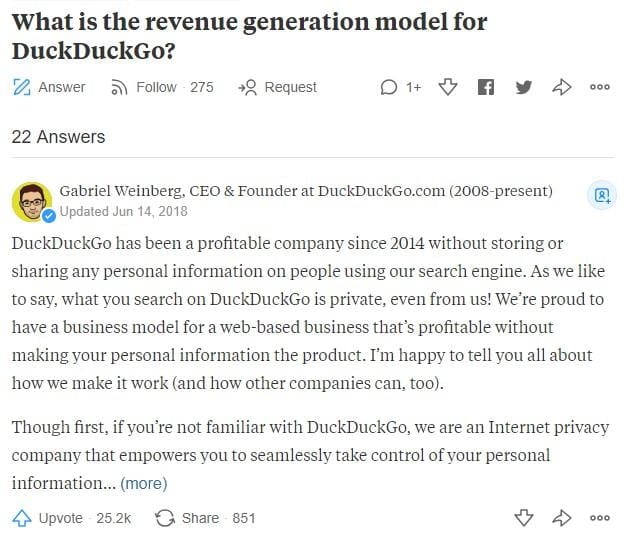 What is the revenue generation model for
DuckDuckGo?
Answer Follow · 275 Request 1+
22 Answers
Gabriel Weinberg, CEO & Founder at DuckDuckGo.com (2008-present)
Updated Jun 14, 2018
DuckDuckGo has been a profitable company since 2014 without storing or
sharing any personal information on people using our search engine. As we like
to say, what you search on DuckDuckGo is private, even from us! We’re proud to
have a business model for a web-based business that’s profitable without
making your personal information the product. I’m happy to tell you all about
how we make it work (and how other companies can, too).
Though first, if you’re not familiar with DuckDuckGo, we are an Internet privacy
company that empowers you to seamlessly take control of your personal
information... (more)
Upvote · 25.2k Share · 851